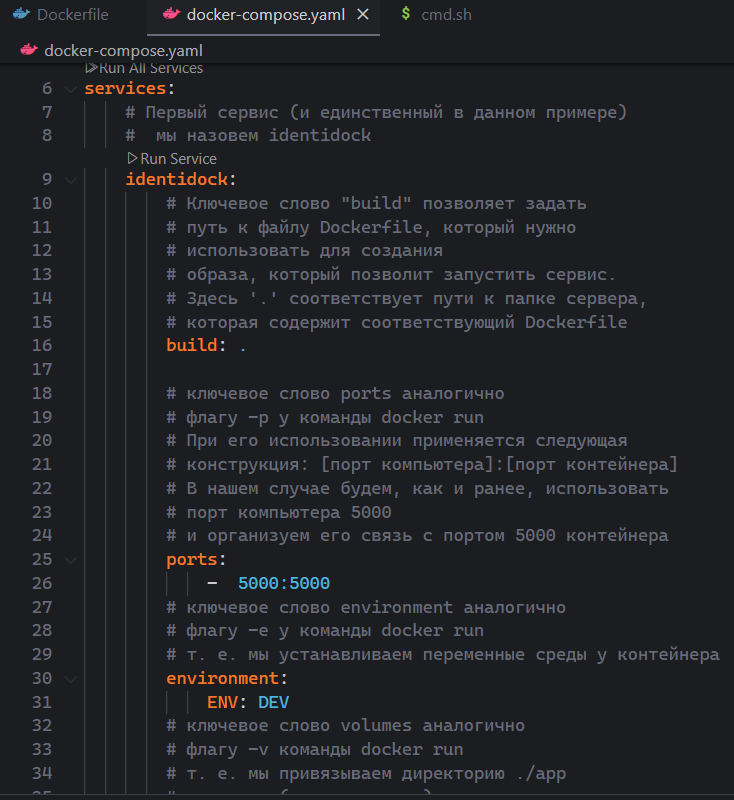 Dockerfile docker-compose.yaml $ cmd.sh
docker-compose.yaml
Run All Services
6 services:
7 # Первый сервис (и единственный в данном примере)
8 #  мы назовем identidock
Run Service
9 identidock:
10 # Ключевое слово "build" позволяет задать
11 # путь к файлу Dockerfile, который нужно
12 # использовать для создания
13 # образа, который позволит запустить сервис.
14 # Здесь '.' соответствует пути к папке сервера,
15 # которая содержит соответствующий Dockerfile
16 build: .
17
18 # ключевое слово ports аналогично
19 # флагу -p у команды docker run
20 # При его использовании применяется следующая
21 # конструкция: [порт компьютера]:[порт контейнера]
22 # В нашем случае будем, как и ранее, использовать
23 # порт компьютера 5000
24 # и организуем его связь с портом 5000 контейнера
25 ports:
26 -  5000:5000
27 # ключевое слово environment аналогично
28 # флагу -e у команды docker run
29 # т. е. мы устанавливаем переменные среды у контейнера
30 environment:
31 ENV: DEV
32 # ключевое слово volumes аналогично
33 # флагу -v команды docker run
34 # т. е. мы привязываем директорию ./app